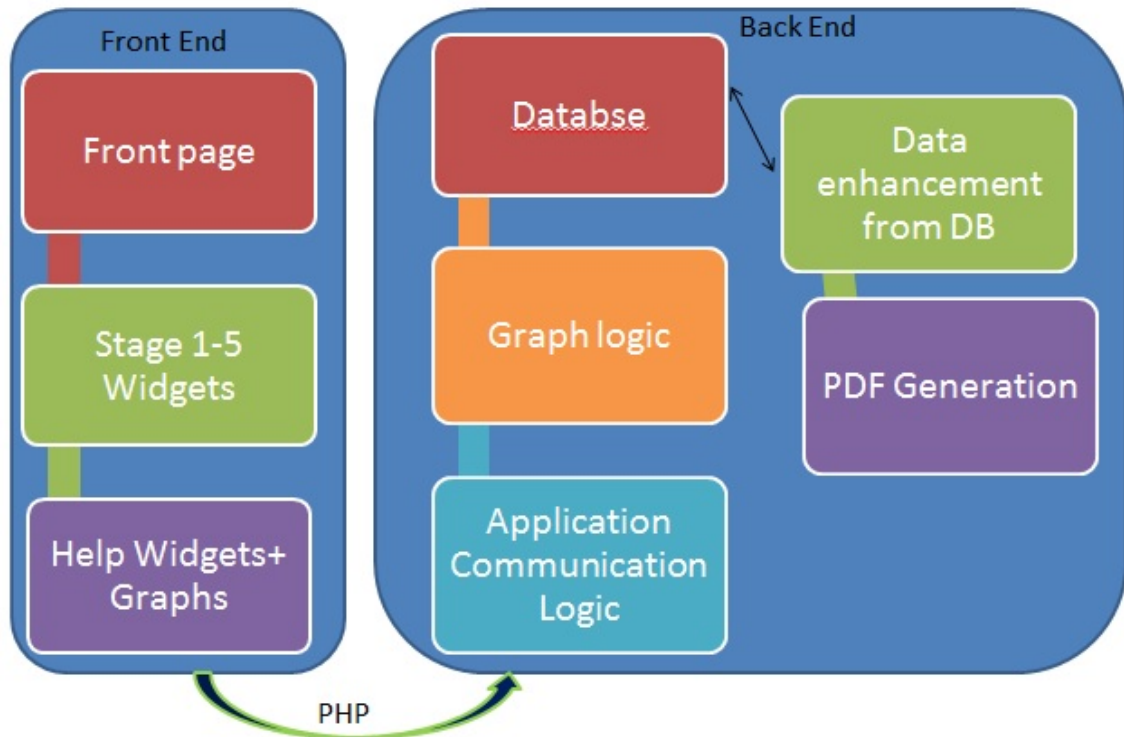 Front End
Front page
Stage 1-5
Widgets
Help Widgets+
Graphs
PHP
Back End
Databse
Graph logic
Application
Communication
Logic
Data
enhancement
from DB
PDF Generation